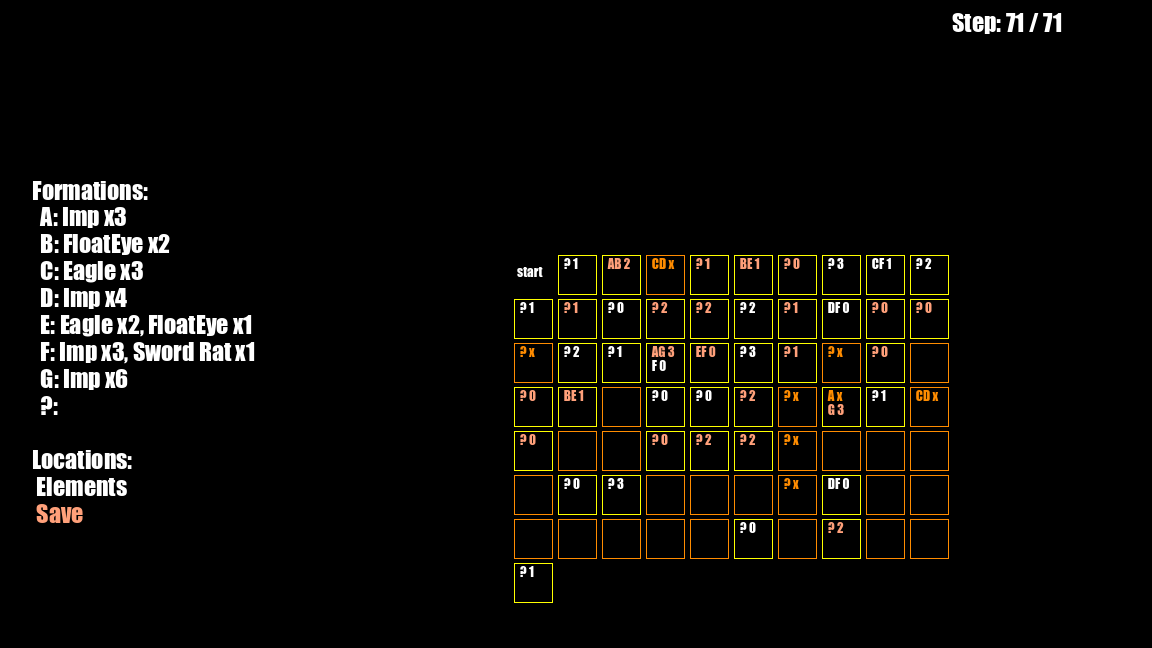 Step: 71 / 71
Formations:
A: Imp x3
B: FloatEye x2
C: Eagle x3
D: Imp x4
E: Eagle x2, FloatEye x1
F: Imp x3, Sword Rat x1
G: Imp x6
?:
Locations:
Elements
Save
start ? 1 AB 2 CD x ? 1 BE 1 ? 0 ? 3 CF 1 ? 2
? 1 ? 1 ? 0 ? 2 ? 2 ? 2 ? 1 DF 0 ? 0 ? 0
? x ? 2 ? 1 AG 3 EF 0 ? 3 ? 1 ? x ? 0
F 0
? 0 BE 1 ? 0 ? 0 ? 2 ? x A x ? 1 CD x
G 3
? 0 ? 0 ? 2 ? 2 ? x
? 0 ? 3 ? x DF 0
? 0 ? 2
? 1